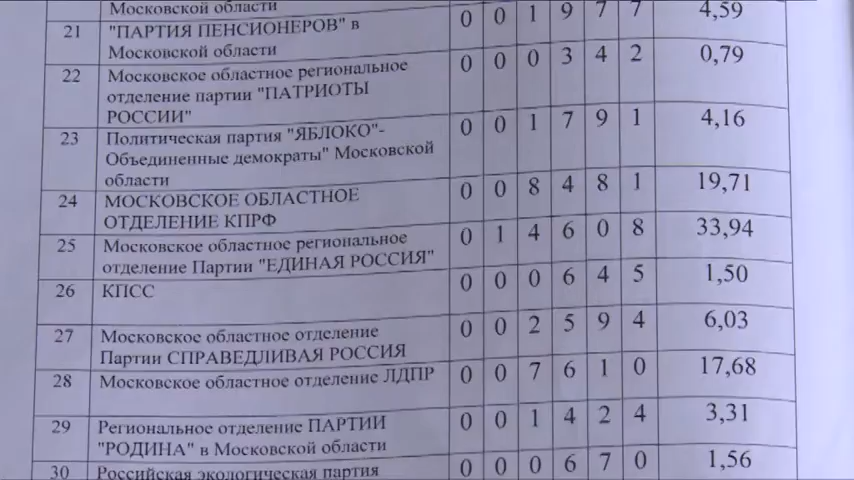 Московской области
21 "ПАРТИЯ ПЕНСИОНЕРОВ" в 0 0 1 9 7 7 4,59
Московской области
22 Московское областное региональное 0 0 0 3 4 2 0,79
отделение партии "ПАТРИОТЫ
РОССИИ"
23 Политическая партия "ЯБЛОКО"- 0 0 1 7 9 1 4,16
Объединенные демократы" Московской
области
24 МОСКОВСКОЕ ОБЛАСТНОЕ 0 0 8 4 8 1 19,71
ОТДЕЛЕНИЕ КПРФ
25 Московское областное региональное 0 1 4 6 0 8 33,94
отделение Партии "ЕДИНАЯ РОССИЯ"
26 КПСС 0 0 0 6 4 5 1,50
27 Московское областное отделение 0 0 2 5 9 4 6,03
Партии СПРАВЕДЛИВАЯ РОССИЯ
28 Московское областное отделение ЛДПР 0 0 7 6 1 0 17,68
29 Региональное отделение ПАРТИИ 0 0 1 4 2 4 3,31
"РОДИНА" в Московской области
30 Российская экологическая партия 0 0 0 6 7 0 1,56